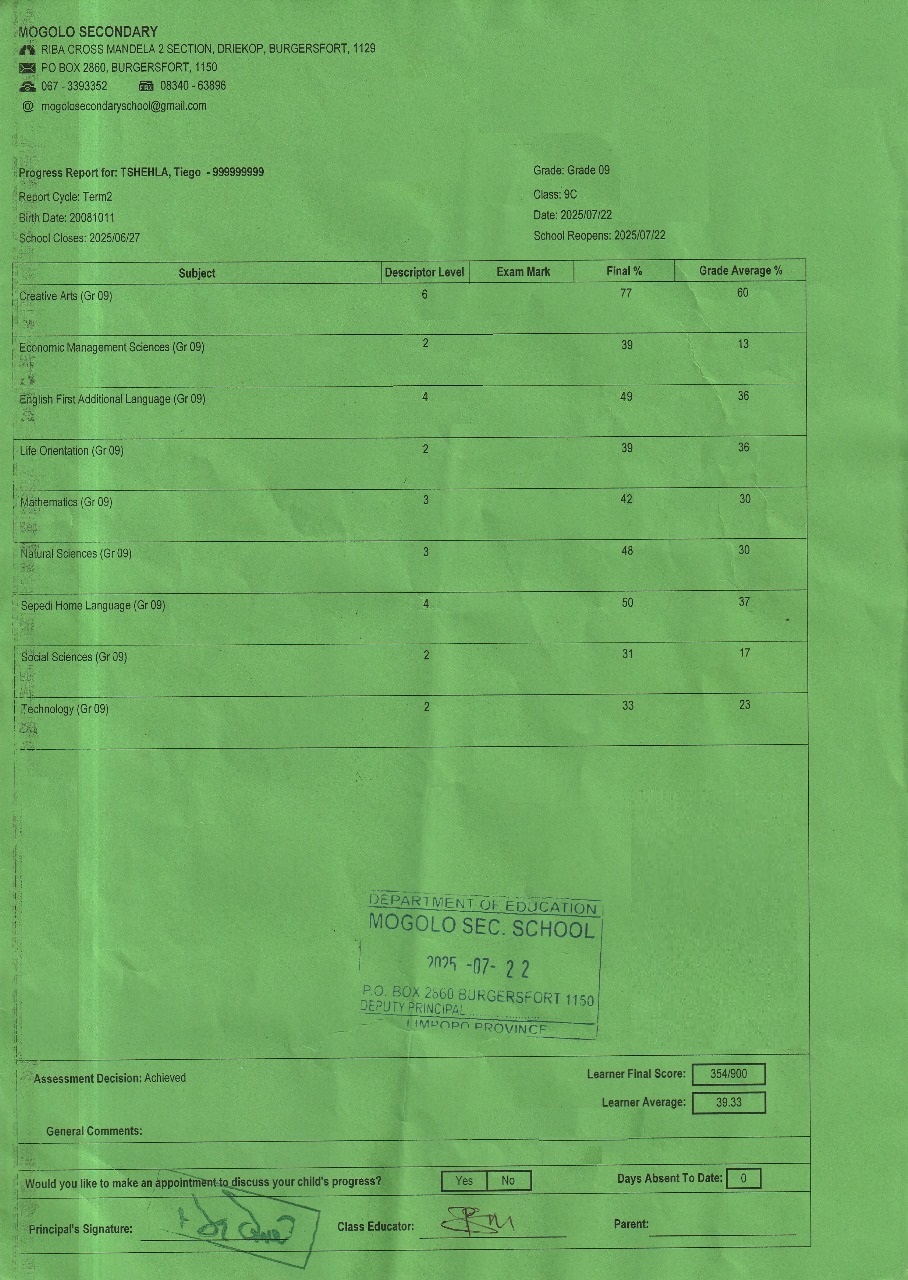 MOGOLO SECONDARY
RIBA CROSS MANDELA 2 SECTION, DRIEKOP, BURGERSFORT, 1129
PO BOX 2860, BURGERSFORT, 1150
067 - 3393352 08340 - 63896
@ mogolosecondaryschool@gmail.com
Progress Report for: TSHEHLA, Tiego - 999999999 Grade: Grade 09
Report Cycle: Term2 Class: 9C
Birth Date: 20081011 Date: 2025/07/22
School Closes: 2025/06/27 School Reopens: 2025/07/22
Subject Descriptor Level Exam Mark Final % Grade Average %
Creative Arts (Gr 09) 6 77 60
Economic Management Sciences (Gr 09) 2 39 13
English First Additional Language (Gr 09) 4 49 36
Life Orientation (Gr 09) 2 39 36
Mathematics (Gr 09) 3 42 30
Natural Sciences (Gr 09) 3 48 30
Sepedi Home Language (Gr 09) 4 50 37
Social Sciences (Gr 09) 2 31 17
Technology (Gr 09) 2 33 23
DEPARTMENT OF EDUCATION
MOGOLO SEC. SCHOOL
2025 -07- 22
P.O. BOX 2860 BURGERSFORT 1150
DEPUTY PRINCIPAL
LIMPOPO PROVINCE
Assessment Decision: Achieved Learner Final Score: 354/900
Learner Average: 39.33
General Comments:
Would you like to make an appointment to discuss your child's progress? Yes No Days Absent To Date: 0
Principal's Signature: Class Educator: Parent: